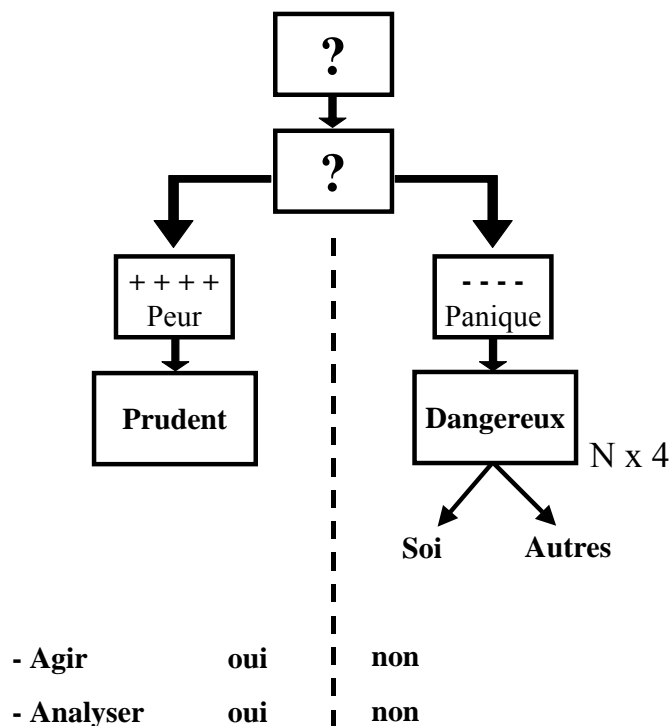 ?
?
+ + + +
Peur
- - - -
Panique
Prudent
Dangereux
N x 4
Soi Autres
- Agir oui non
- Analyser oui non